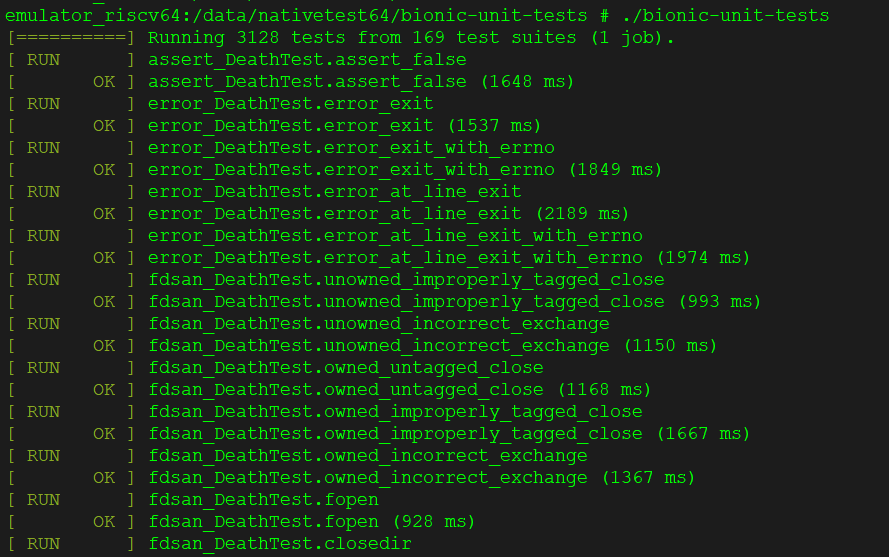 emulator_riscv64:/data/nativetest64/bionic-unit-tests # ./bionic-unit-tests
[==========] Running 3128 tests from 169 test suites (1 job).
[ RUN      ] assert_DeathTest.assert_false
[       OK ] assert_DeathTest.assert_false (1648 ms)
[ RUN      ] error_DeathTest.error_exit
[       OK ] error_DeathTest.error_exit (1537 ms)
[ RUN      ] error_DeathTest.error_exit_with_errno
[       OK ] error_DeathTest.error_exit_with_errno (1849 ms)
[ RUN      ] error_DeathTest.error_at_line_exit
[       OK ] error_DeathTest.error_at_line_exit (2189 ms)
[ RUN      ] error_DeathTest.error_at_line_exit_with_errno
[       OK ] error_DeathTest.error_at_line_exit_with_errno (1974 ms)
[ RUN      ] fdsan_DeathTest.unowned_improperly_tagged_close
[       OK ] fdsan_DeathTest.unowned_improperly_tagged_close (993 ms)
[ RUN      ] fdsan_DeathTest.unowned_incorrect_exchange
[       OK ] fdsan_DeathTest.unowned_incorrect_exchange (1150 ms)
[ RUN      ] fdsan_DeathTest.owned_untagged_close
[       OK ] fdsan_DeathTest.owned_untagged_close (1168 ms)
[ RUN      ] fdsan_DeathTest.owned_improperly_tagged_close
[       OK ] fdsan_DeathTest.owned_improperly_tagged_close (1667 ms)
[ RUN      ] fdsan_DeathTest.owned_incorrect_exchange
[       OK ] fdsan_DeathTest.owned_incorrect_exchange (1367 ms)
[ RUN      ] fdsan_DeathTest.fopen
[       OK ] fdsan_DeathTest.fopen (928 ms)
[ RUN      ] fdsan_DeathTest.closedir